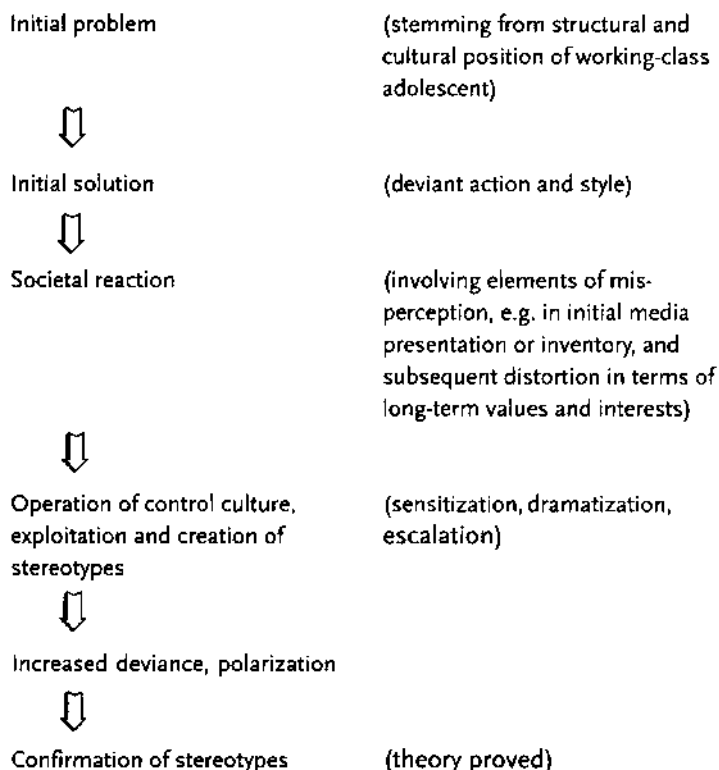 Initial problem
(stemming from structural and
cultural position of working-class
adolescent)
Initial solution
(deviant action and style)
Societal reaction
(involving elements of mis-
perception, e.g. in initial media
presentation or inventory, and
subsequent distortion in terms of
long-term values and interests)
Operation of control culture,
exploitation and creation of
stereotypes
(sensitization, dramatization,
escalation)
Increased deviance, polarization
Confirmation of stereotypes
(theory proved)